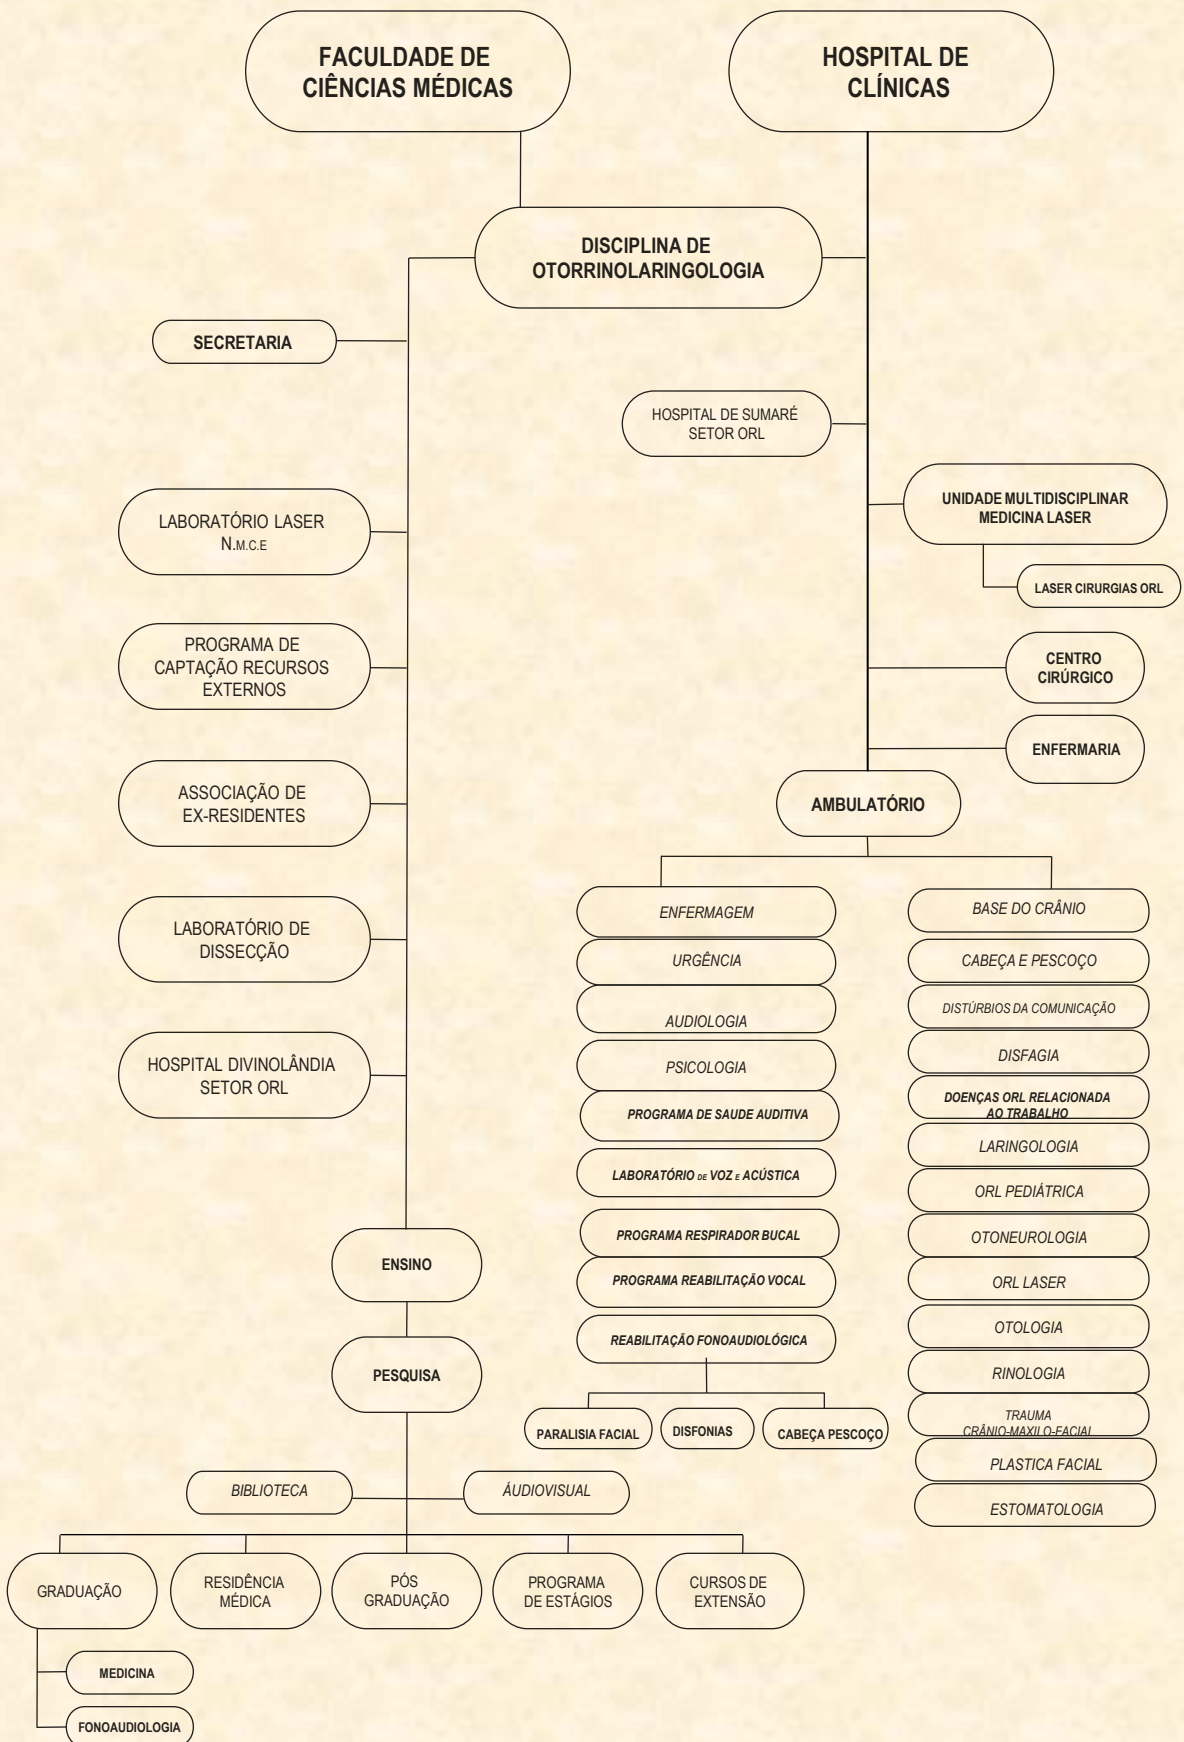 FACULDADE DE
CIÊNCIAS MÉDICAS
HOSPITAL DE
CLÍNICAS
DISCIPLINA DE
OTORRINOLARINGOLOGIA
SECRETARIA
HOSPITAL DE SUMARÉ
SETOR ORL
UNIDADE MULTIDISCIPLINAR
MEDICINA LASER
LASER CIRURGIAS ORL
LABORATÓRIO LASER
N.M.C.E
PROGRAMA DE
CAPTAÇÃO RECURSOS
EXTERNOS
CENTRO
CIRÚRGICO
ENFERMARIA
ASSOCIAÇÃO DE
EX-RESIDENTES
AMBULATÓRIO
LABORATÓRIO DE
DISSECÇÃO
HOSPITAL DIVINOLÂNDIA
SETOR ORL
ENFERMAGEM
URGÊNCIA
AUDIOLOGIA
PSICOLOGIA
PROGRAMA DE SAUDE AUDITIVA
LABORATÓRIO DE VOZ E ACÚSTICA
PROGRAMA RESPIRADOR BUCAL
PROGRAMA REABILITAÇÃO VOCAL
REABILITAÇÃO FONOAUDIOLÓGICA
PARALISIA FACIAL
DISFONIAS
CABEÇA PESCOÇO
BASE DO CRÂNIO
CABEÇA E PESCOÇO
DISTÚRBIOS DA COMUNICAÇÃO
DISFAGIA
DOENÇAS ORL RELACIONADA
AO TRABALHO
LARINGOLOGIA
ORL PEDIÁTRICA
OTONEUROLOGIA
ORL LASER
OTOLOGIA
RINOLOGIA
TRAUMA
CRÂNIO-MAXILO-FACIAL
PLASTICA FACIAL
ESTOMATOLOGIA
ENSINO
PESQUISA
BIBLIOTECA
ÁUDIOVISUAL
GRADUAÇÃO
RESIDÊNCIA
MÉDICA
PÓS
GRADUAÇÃO
PROGRAMA
DE ESTÁGIOS
CURSOS DE
EXTENSÃO
MEDICINA
FONOAUDIOLOGIA